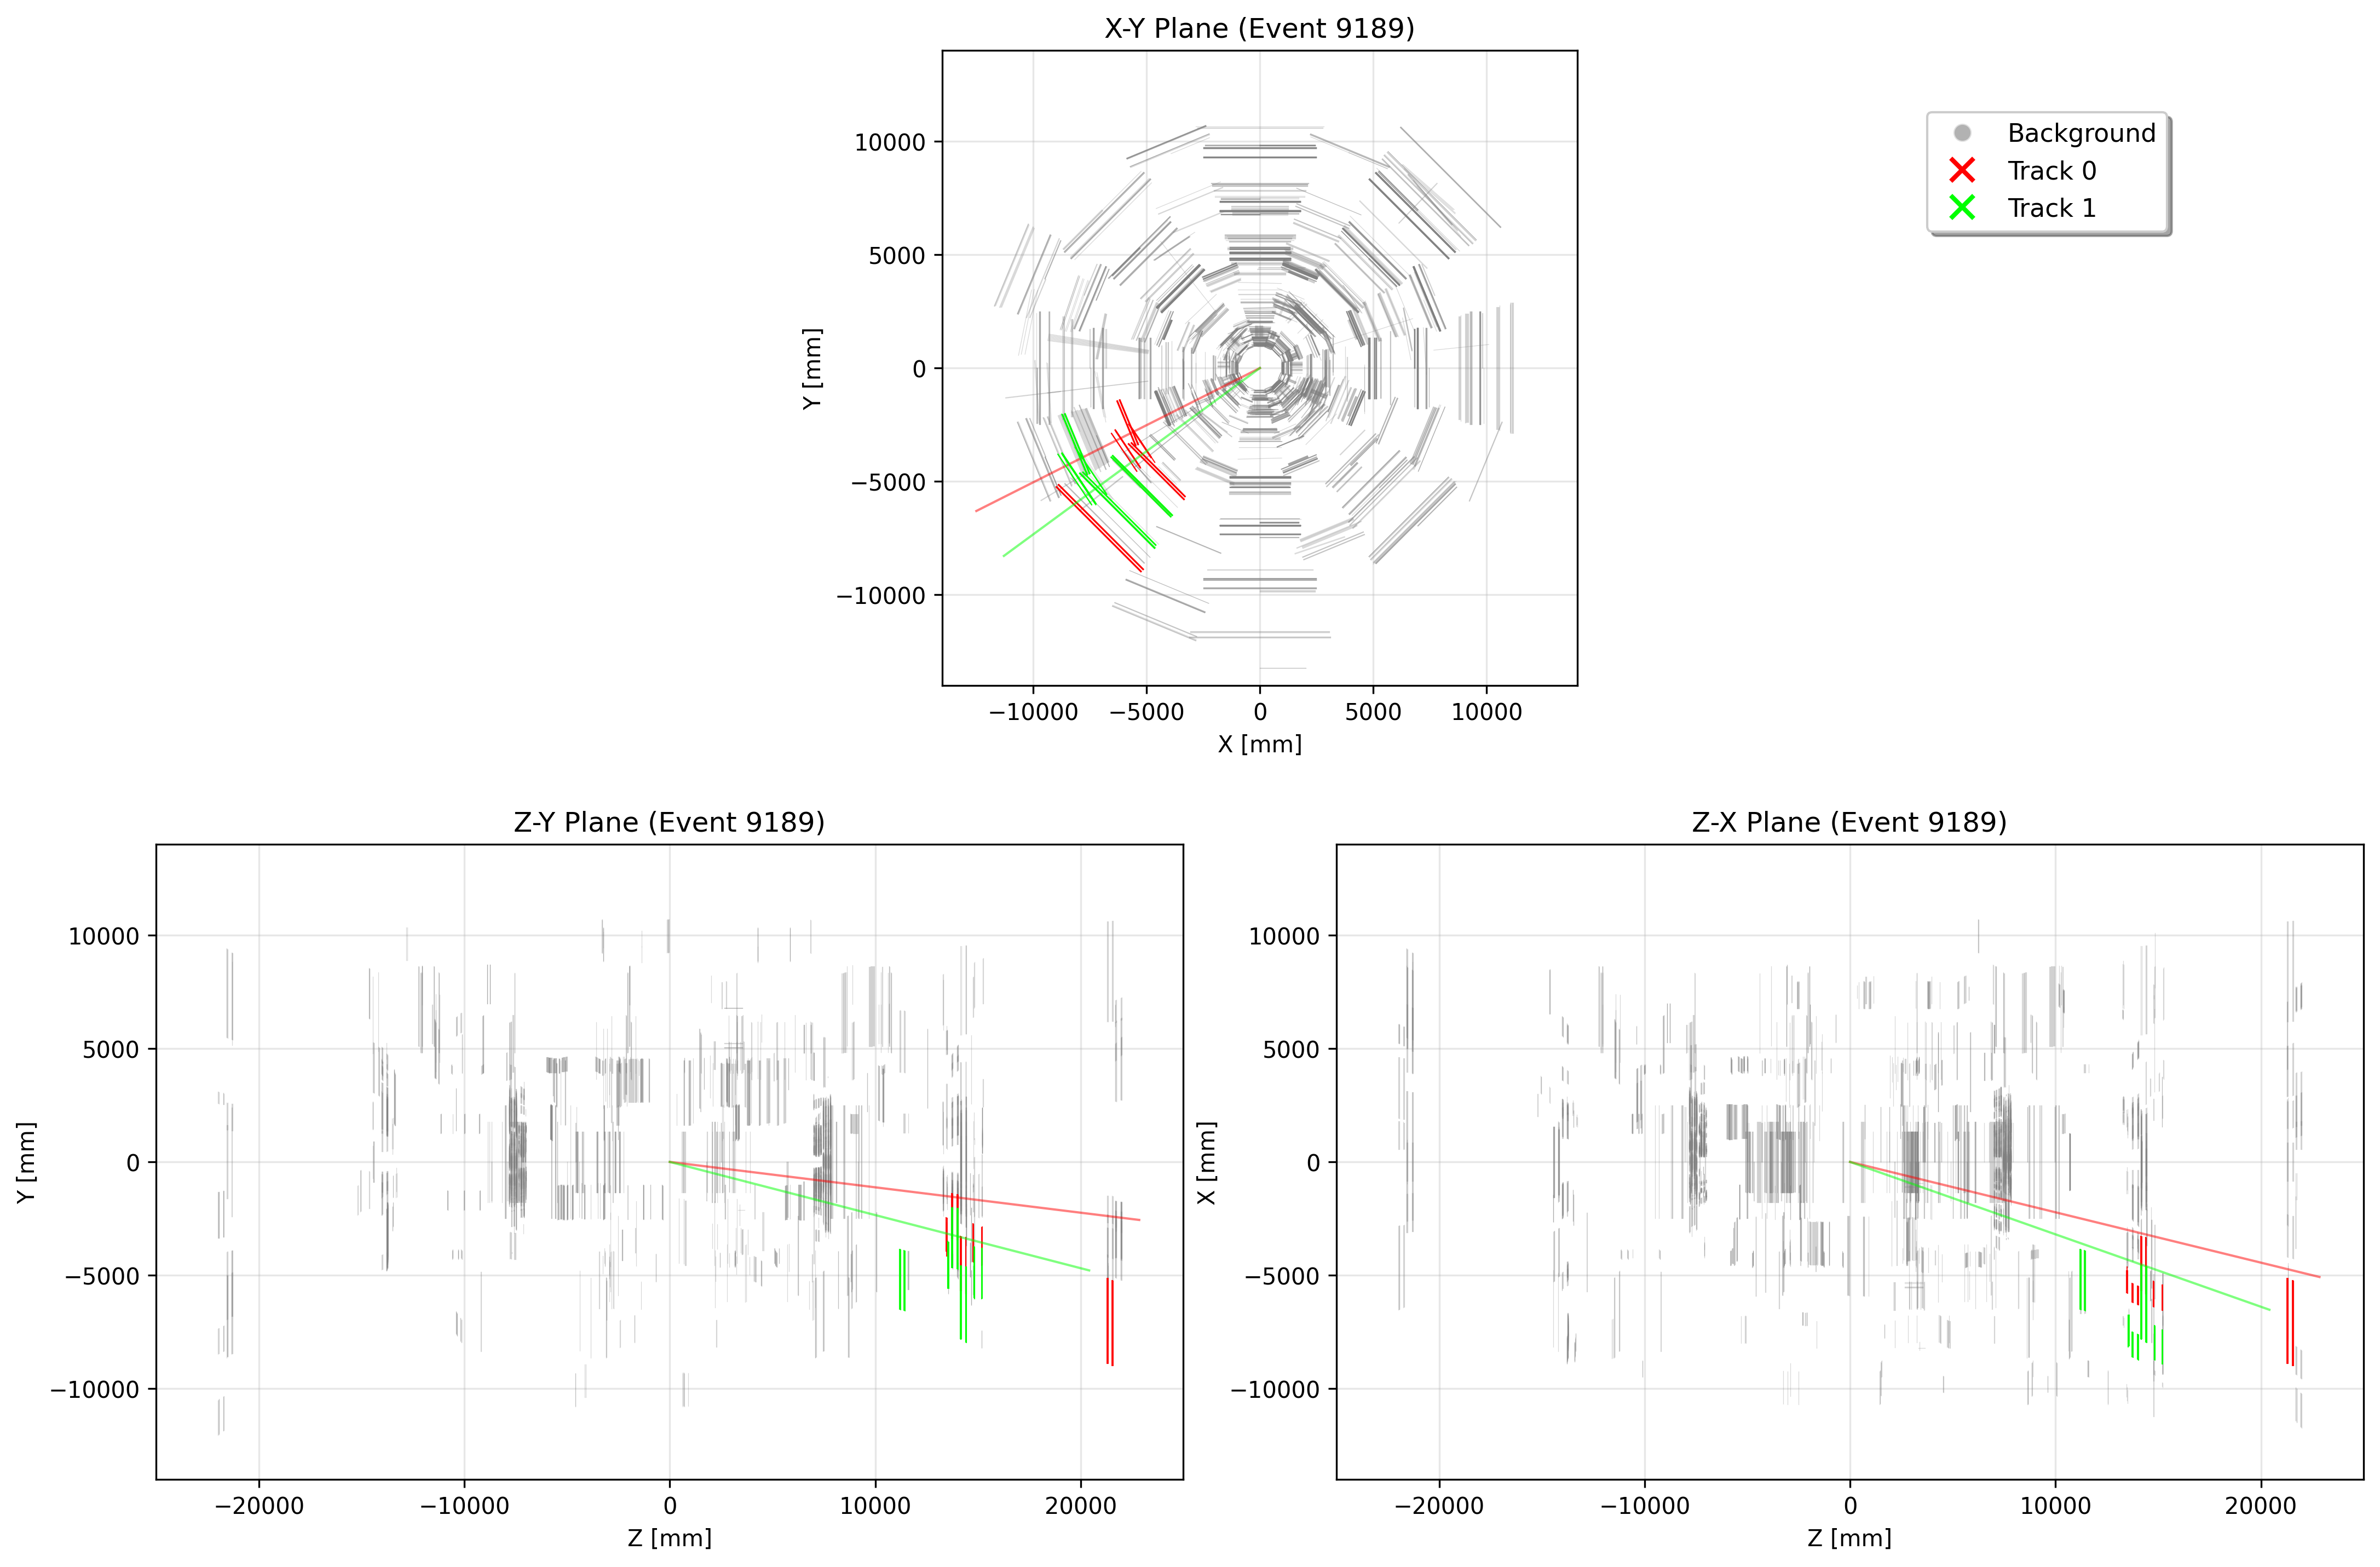 X-Y Plane (Event 9189)
Y [mm]
10000
5000
0
−5000
−10000
−10000 −5000 0 5000 10000
X [mm]
Background
Track 0
Track 1
Z-Y Plane (Event 9189)
Y [mm]
10000
5000
0
−5000
−10000
−20000 −10000 0 10000 20000
Z [mm]
Z-X Plane (Event 9189)
X [mm]
10000
5000
0
−5000
−10000
−20000 −10000 0 10000 20000
Z [mm]